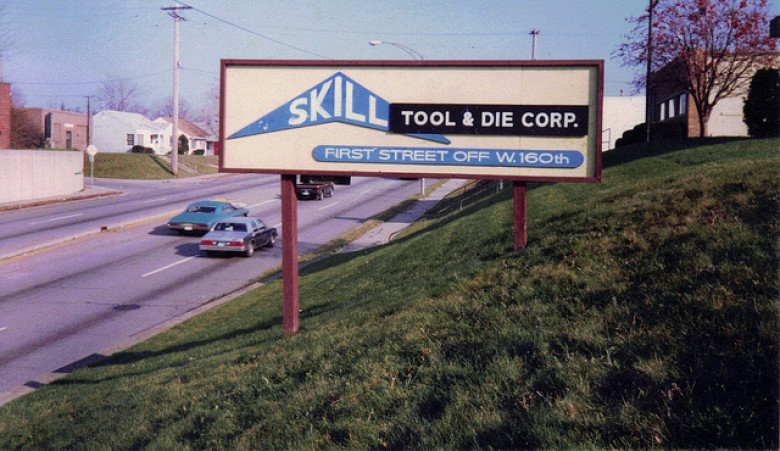 SKILL
TOOL & DIE CORP.
FIRST STREET OFF W. 160th